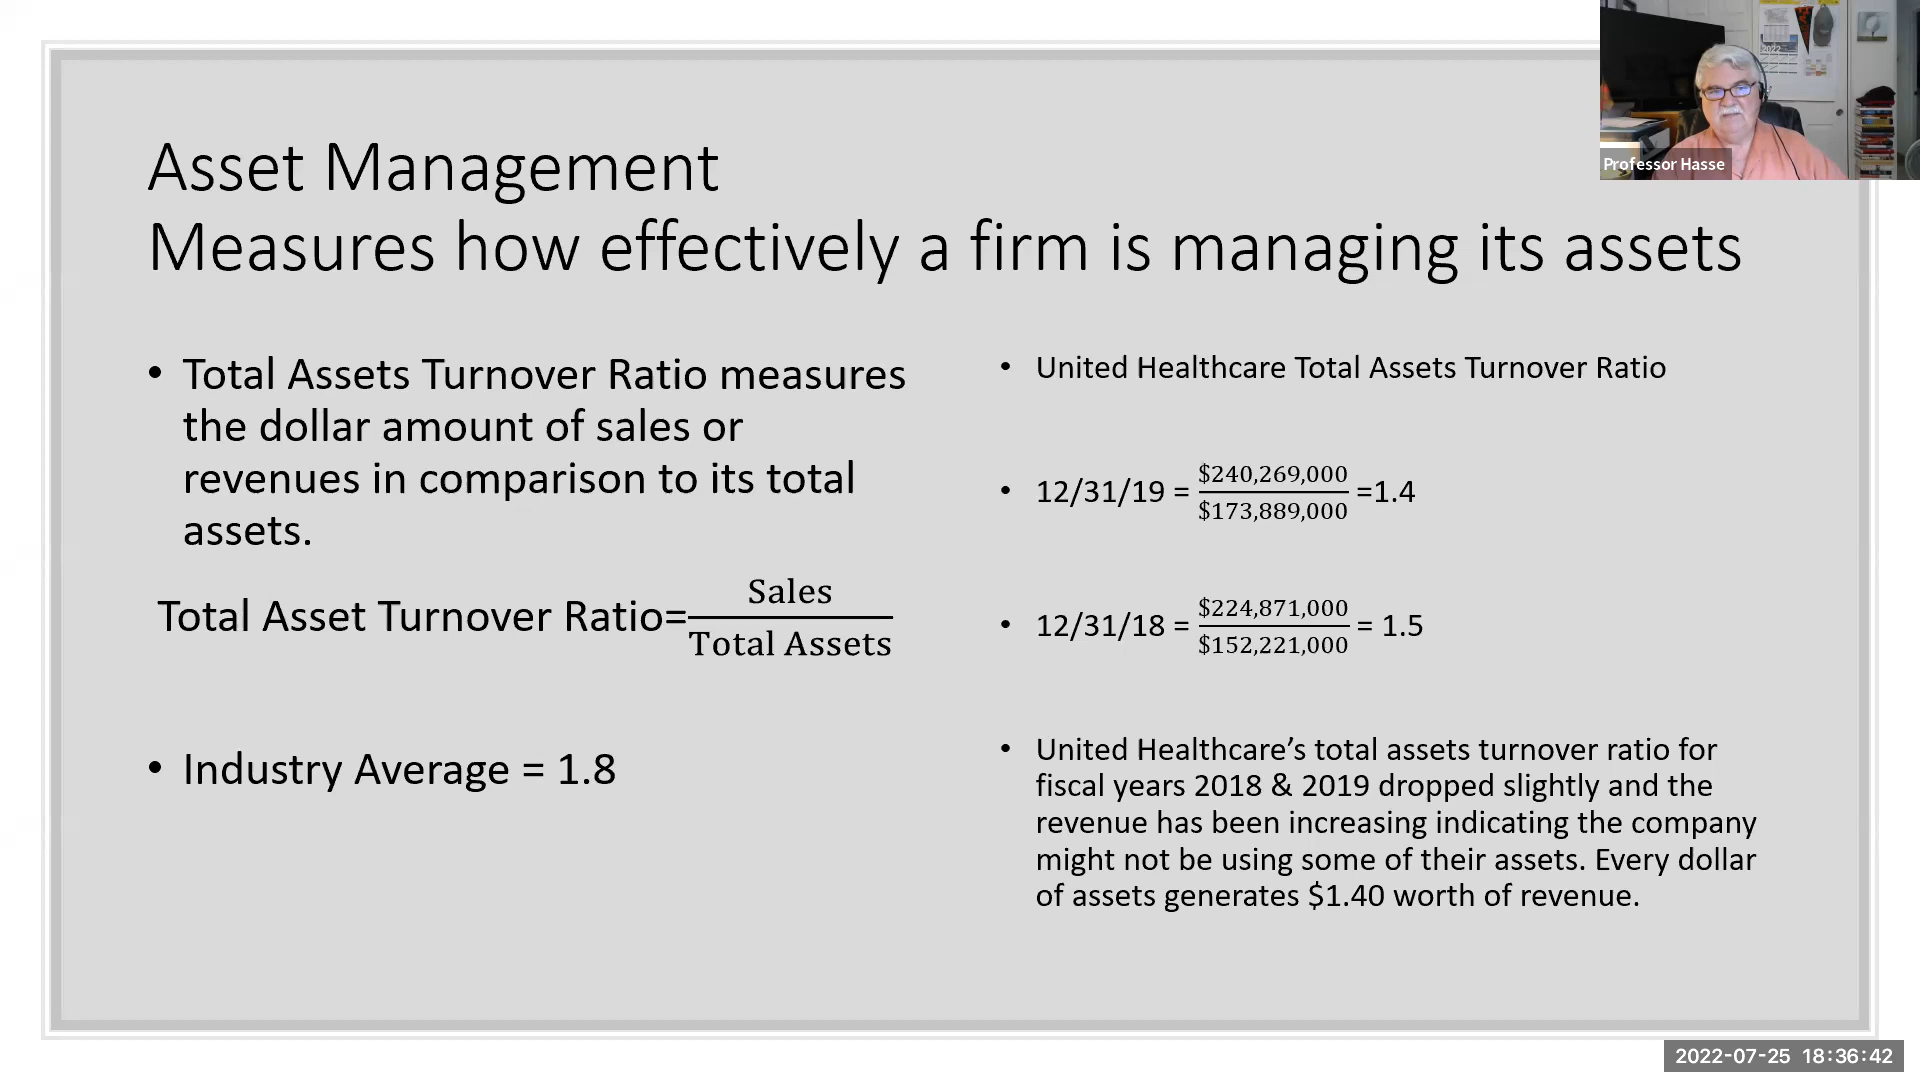 Asset Management
Measures how effectively a firm is managing its assets
• Total Assets Turnover Ratio measures
the dollar amount of sales or
revenues in comparison to its total
assets.
Total Asset Turnover Ratio=Sales/Total Assets
• Industry Average = 1.8
• United Healthcare Total Assets Turnover Ratio
• 12/31/19 = $240,269,000/$173,889,000 =1.4
• 12/31/18 = $224,871,000/$152,221,000 = 1.5
• United Healthcare’s total assets turnover ratio for
fiscal years 2018 & 2019 dropped slightly and the
revenue has been increasing indicating the company
might not be using some of their assets. Every dollar
of assets generates $1.40 worth of revenue.
2022
Professor Hasse
2022-07-25 18:36:42